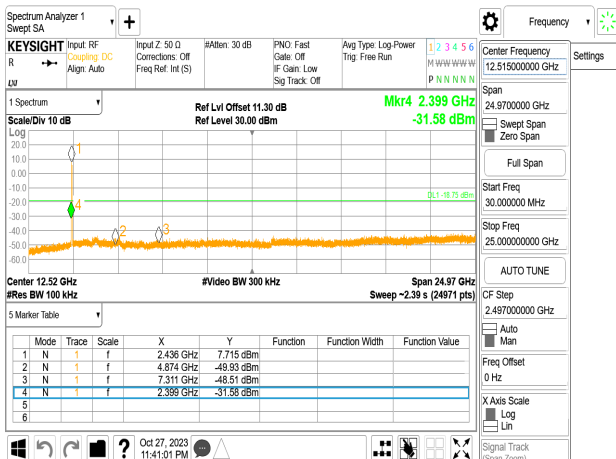 Spectrum Analyzer 1
Swept SA
Frequency
KEYSIGHT
R
Input: RF
Coupling: DC
Align: Auto
Input Z: 50 Ω
Corrections: Off
Freq Ref: Int (S)
#Atten: 30 dB
PNO: Fast
Gate: Off
IF Gain: Low
Sig Track: Off
Avg Type: Log-Power
Trig: Free Run
1 2 3 4 5 6
M W W W W W
P N N N N N
LXI
1 Spectrum
Scale/Div 10 dB
Ref Lvl Offset 11.30 dB
Ref Level 30.00 dBm
Mkr4 2.399 GHz
-31.58 dBm
Log
20.0
10.0
0.00
-10.0
-20.0
-30.0
-40.0
-50.0
-60.0
1
4
2
3
DL1 -18.75 dBm
Center 12.52 GHz
#Res BW 100 kHz
#Video BW 300 kHz
Span 24.97 GHz
Sweep ~2.39 s (24971 pts)
5 Marker Table
Mode Trace Scale X Y Function Function Width Function Value
1 N 1 f 2.436 GHz 7.715 dBm
2 N 1 f 4.874 GHz -49.93 dBm
3 N 1 f 7.311 GHz -48.51 dBm
4 N 1 f 2.399 GHz -31.58 dBm
5
6
?
Oct 27, 2023
11:41:01 PM
Center Frequency
12.515000000 GHz
Settings
Span
24.9700000 GHz
Swept Span
Zero Span
Full Span
Start Freq
30.000000 MHz
Stop Freq
25.000000000 GHz
AUTO TUNE
CF Step
2.497000000 GHz
Auto
Man
Freq Offset
0 Hz
X Axis Scale
Log
Lin
Signal Track
(Span Zoom)